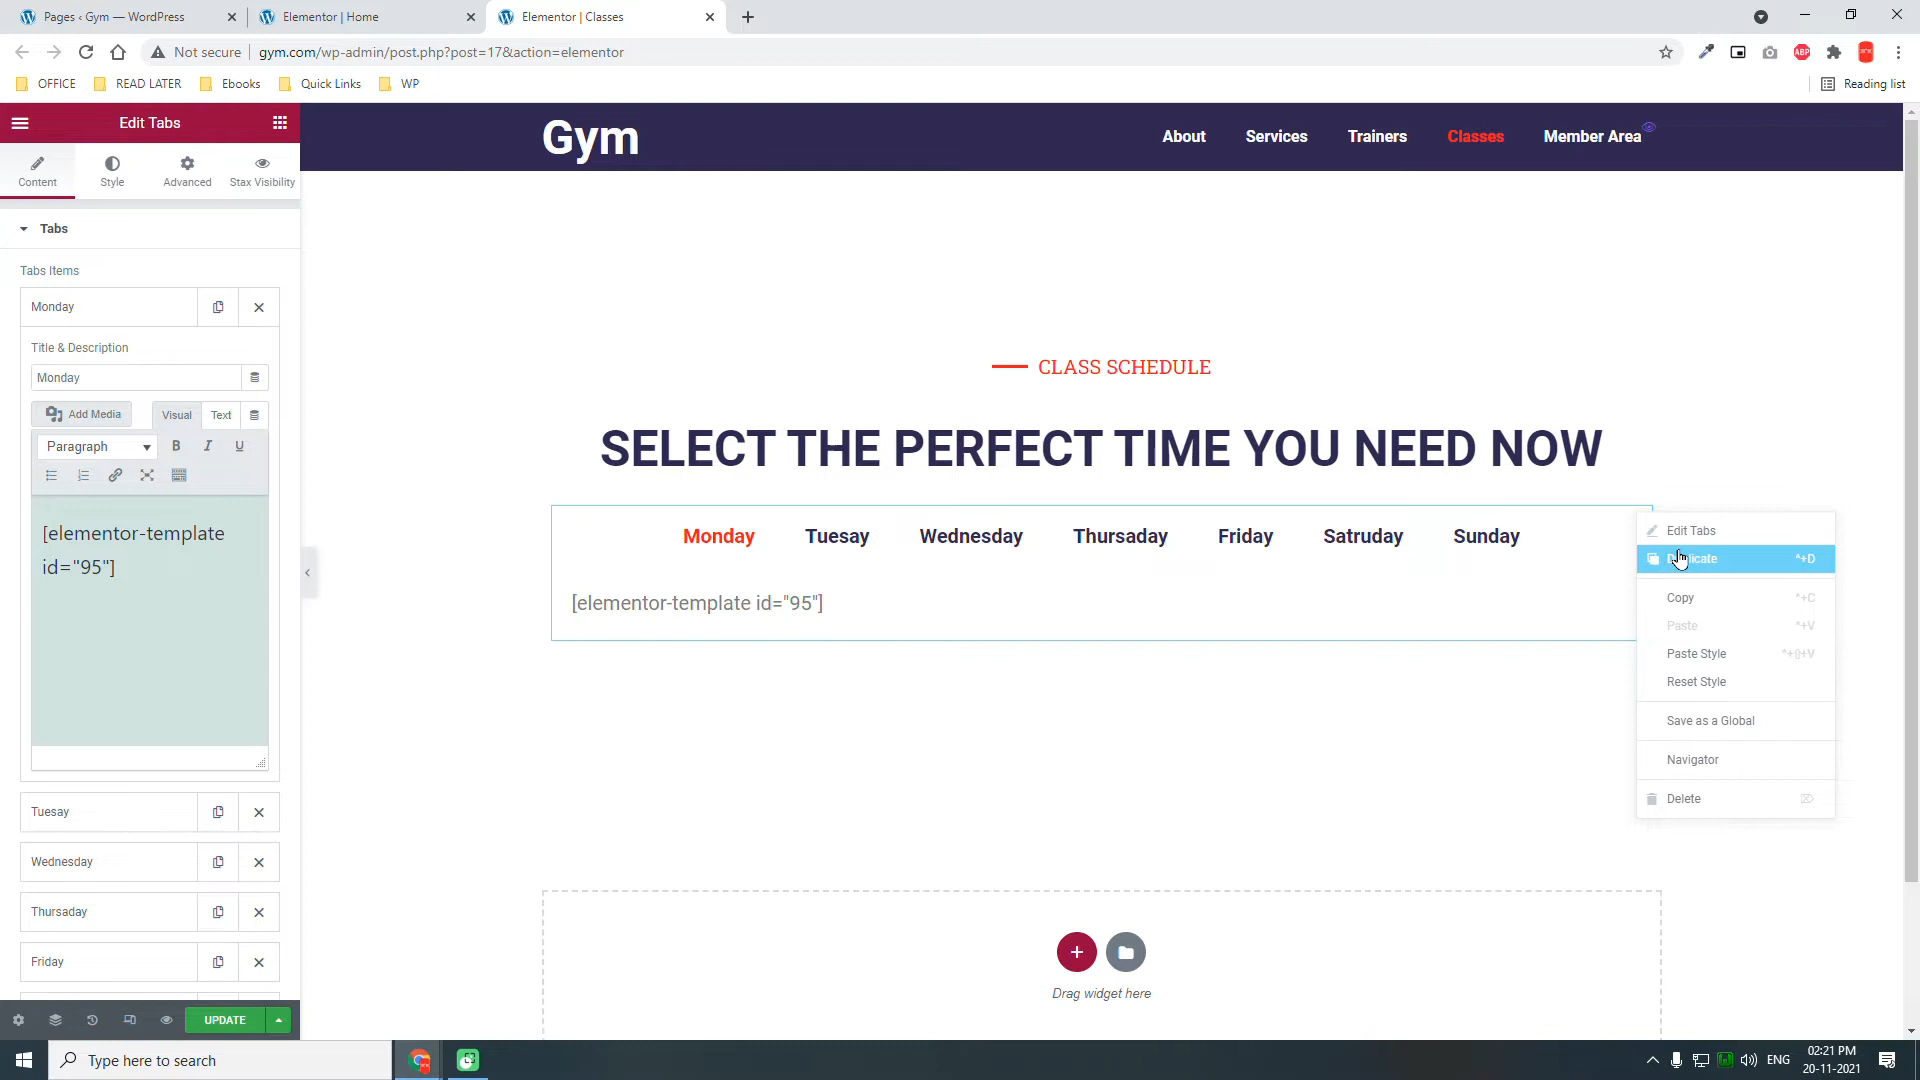 Pages ‹ Gym — WordPress
Elementor | Home
Elementor | Classes
Not secure
gym.com/wp-admin/post.php?post=17&action=elementor
ABP
OFFICE
READ LATER
Ebooks
Quick Links
WP
Reading list
Edit Tabs
Content
Style
Advanced
Stax Visibility
Tabs
Tabs Items
Monday
Title & Description
Monday
Add Media
Visual
Text
Paragraph
B
I
U
[elementor-template
id="95"]
Tuesay
Wednesday
Thursaday
Friday
UPDATE
Gym
About
Services
Trainers
Classes
Member Area
CLASS SCHEDULE
SELECT THE PERFECT TIME YOU NEED NOW
Monday
Tuesay
Wednesday
Thursaday
Friday
Satruday
Sunday
[elementor-template id="95"]
Edit Tabs
^+D
Copy
^+C
Paste
^+V
Paste Style
^+⇧+V
Reset Style
Save as a Global
Navigator
Delete
Drag widget here
Type here to search
ENG
02:21 PM
20-11-2021